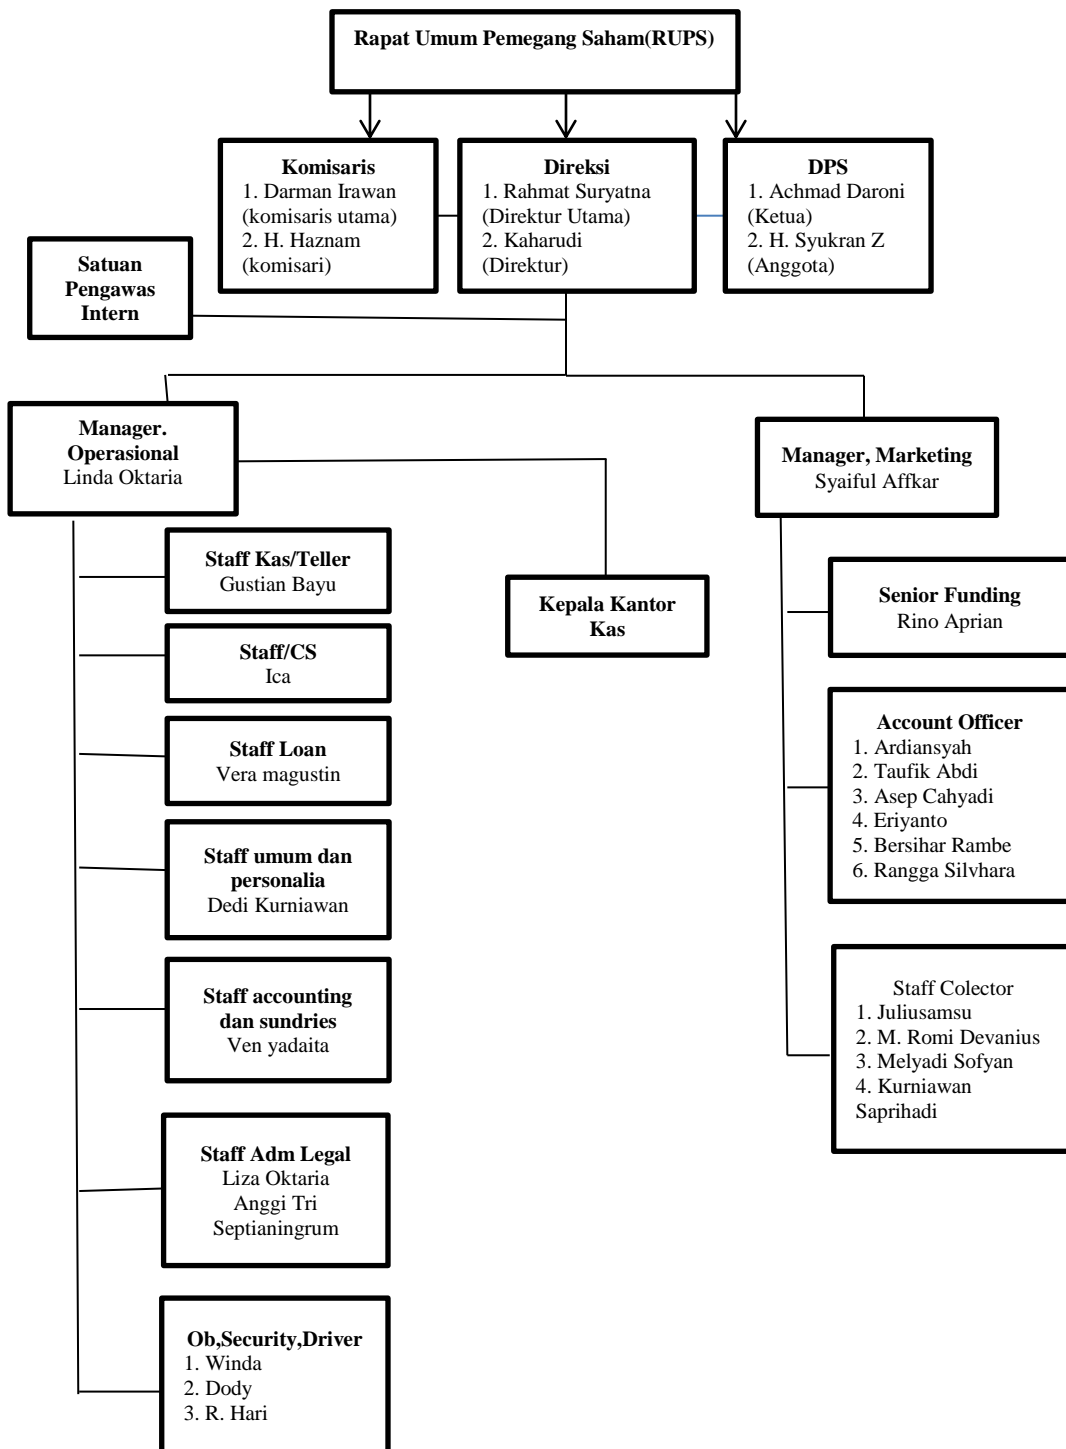 Rapat Umum Pemegang Saham(RUPS)
Komisaris
1. Darman Irawan
(komisaris utama)
2. H. Haznam
(komisari)
Direksi
1. Rahmat Suryatna
(Direktur Utama)
2. Kaharudi
(Direktur)
DPS
1. Achmad Daroni
(Ketua)
2. H. Syukran Z
(Anggota)
Satuan
Pengawas
Intern
Manager.
Operasional
Linda Oktaria
Manager, Marketing
Syaiful Affkar
Staff Kas/Teller
Gustian Bayu
Staff/CS
Ica
Staff Loan
Vera magustin
Staff umum dan
personalia
Dedi Kurniawan
Staff accounting
dan sundries
Ven yadaita
Staff Adm Legal
Liza Oktaria
Anggi Tri
Septianingrum
Ob,Security,Driver
1. Winda
2. Dody
3. R. Hari
Kepala Kantor
Kas
Senior Funding
Rino Aprian
Account Officer
1. Ardiansyah
2. Taufik Abdi
3. Asep Cahyadi
4. Eriyanto
5. Bersihar Rambe
6. Rangga Silvhara
Staff Colector
1. Juliusamsu
2. M. Romi Devanius
3. Melyadi Sofyan
4. Kurniawan
Saprihadi